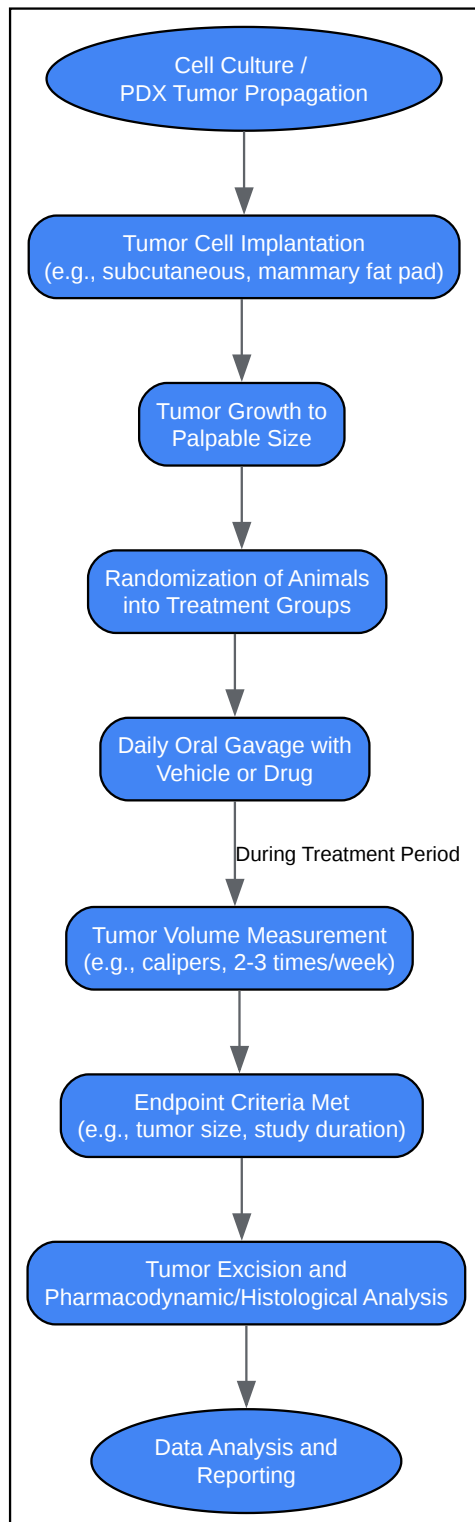 Cell Culture /
PDX Tumor Propagation
Tumor Cell Implantation
(e.g., subcutaneous, mammary fat pad)
Tumor Growth to
Palpable Size
Randomization of Animals
into Treatment Groups
Daily Oral Gavage with
Vehicle or Drug
During Treatment Period
Tumor Volume Measurement
(e.g., calipers, 2-3 times/week)
Endpoint Criteria Met
(e.g., tumor size, study duration)
Tumor Excision and
Pharmacodynamic/Histological Analysis
Data Analysis and
Reporting